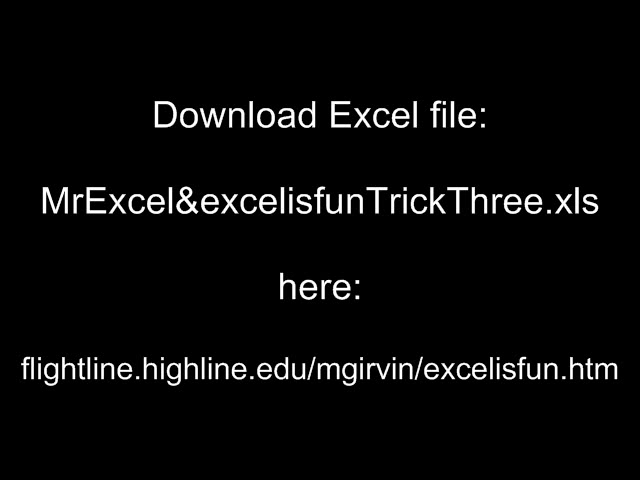 Download Excel file:
MrExcel&excelisfunTrickThree.xls
here:
flightline.highline.edu/mgirvin/excelisfun.htm